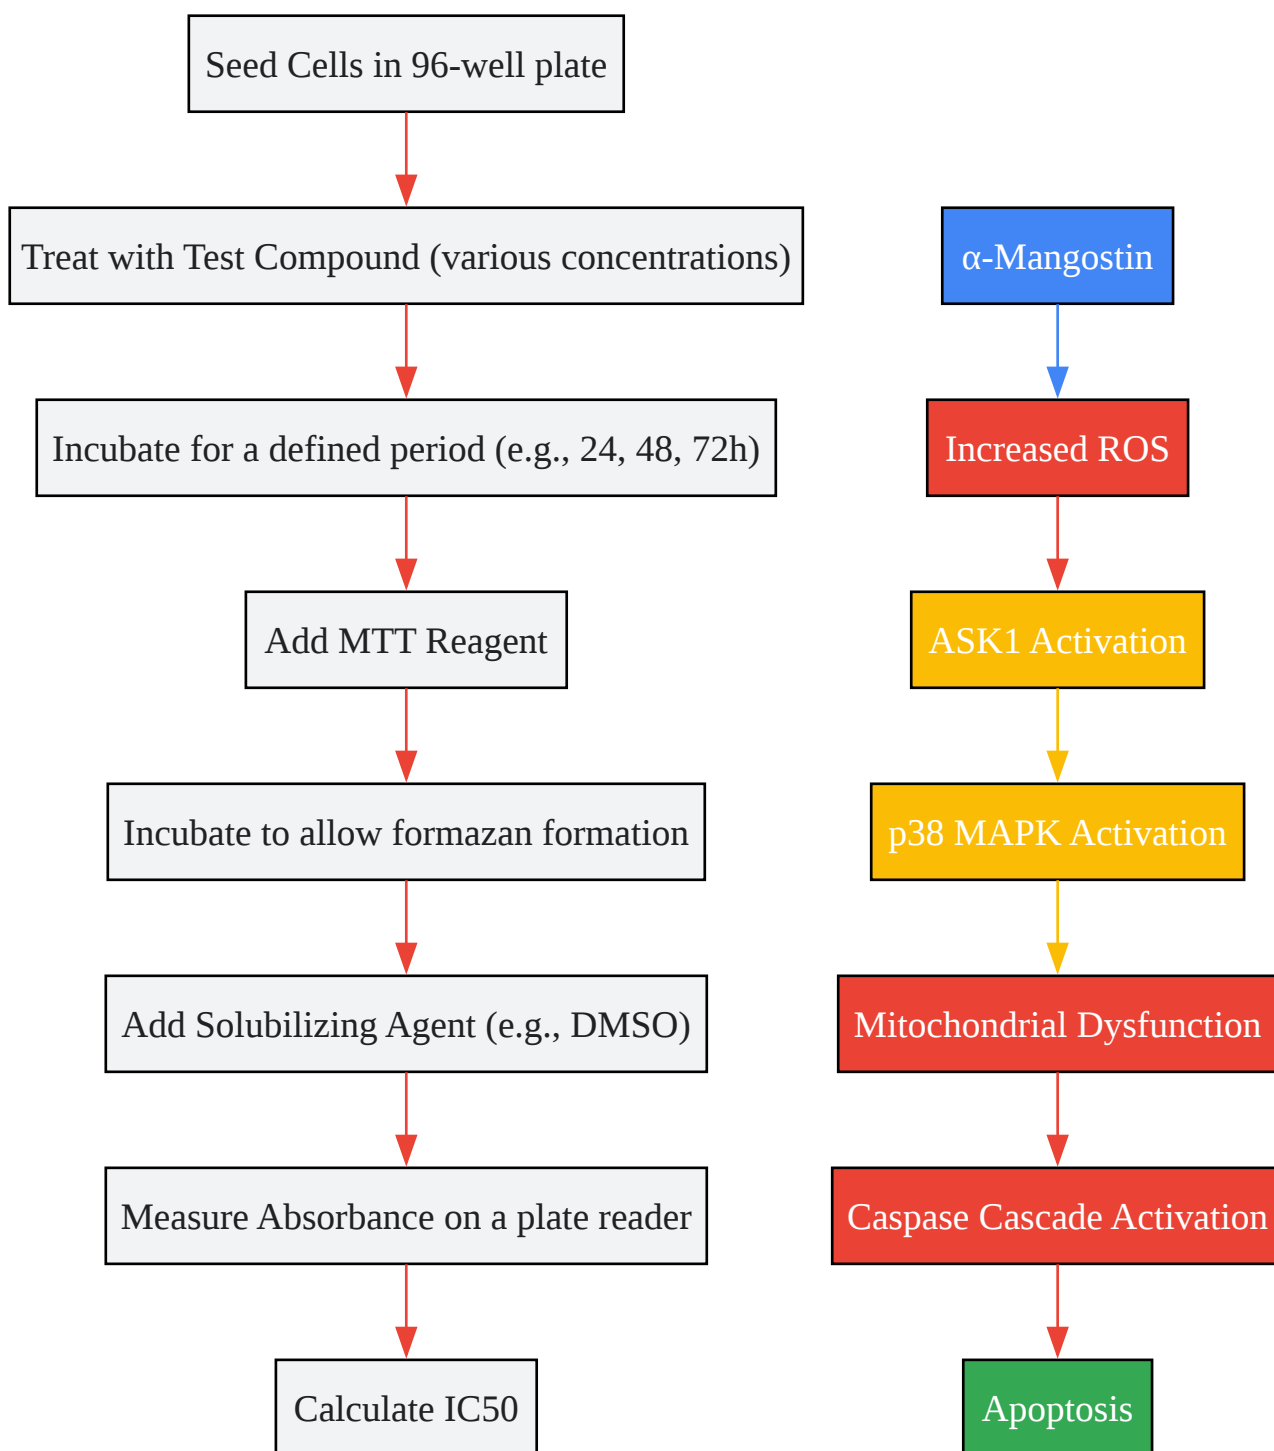 Seed Cells in 96-well plate
Treat with Test Compound (various concentrations)
Incubate for a defined period (e.g., 24, 48, 72h)
Add MTT Reagent
Incubate to allow formazan formation
Add Solubilizing Agent (e.g., DMSO)
Measure Absorbance on a plate reader
Calculate IC50
α-Mangostin
Increased ROS
ASK1 Activation
p38 MAPK Activation
Mitochondrial Dysfunction
Caspase Cascade Activation
Apoptosis